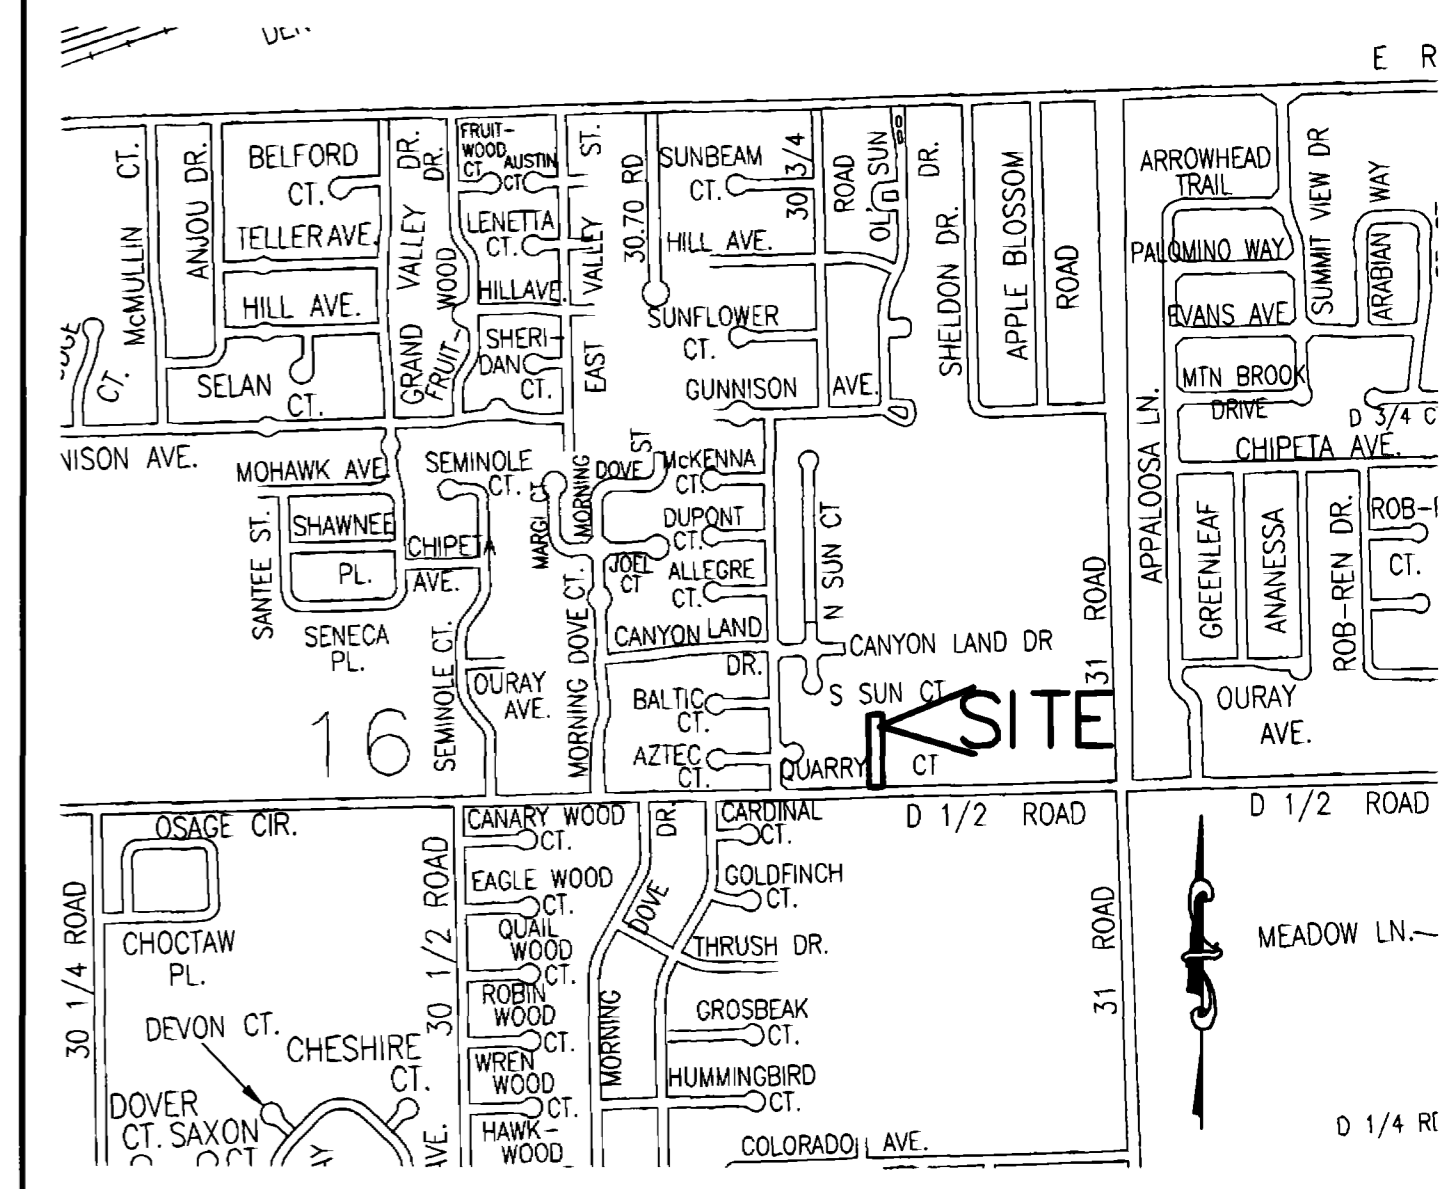 E R
McMULLIN CT.
ANJOU DR.
BELFORD
CT.
TELLER AVE.
HILL AVE.
SELAN
CT.
CT.
GRAND VALLEY DR.
FRUIT-
WOOD DR.
FRUIT-
WOOD
CT
AUSTIN
CT
LENETTA
CT.
HILL AVE.
SHERI-
DAN
CT.
EAST VALLEY ST.
30.70 RD
SUNBEAM
CT.
HILL AVE.
SUNFLOWER
CT.
GUNNISON AVE.
30 3/4
ROAD
OL' SUN
DR.
SHELDON DR.
APPLE BLOSSOM
ROAD
ARROWHEAD
TRAIL
PALOMINO WAY
EVANS AVE
MTN BROOK
DRIVE
SUMMIT VIEW DR
ARABIAN WAY
D 3/4 C
CHIPETA AVE.
APPALOOSA LN.
NISON AVE.
MOHAWK AVE
SHAWNEE
PL.
SANTEE ST.
SENECA
PL.
SEMINOLE
CT.
CHIPETA
AVE.
SEMINOLE CT.
OURAY
AVE.
MARGI CT
MORNING
DOVE ST
MORNING DOVE CT.
JOEL
CT
McKENNA
CT.
DUPONT
CT.
ALLEGRE
CT.
CANYON LAND
DR.
BALTIC
CT.
AZTEC
CT.
N SUN CT
CANYON LAND DR
S SUN CT
SITE
QUARRY CT
31 ROAD
GREENLEAF
ANANESSA
ROB-REN DR.
ROB-
CT.
OURAY
AVE.
16
D 1/2 ROAD
D 1/2 ROAD
OSAGE CIR.
30 1/4 ROAD
CHOCTAW
PL.
DEVON CT.
CHESHIRE
CT.
DOVER
CT.
SAXON
CT
AY
AVE.
30 1/2 ROAD
CANARY WOOD
CT.
EAGLE WOOD
CT.
QUAIL
WOOD
CT.
ROBIN
WOOD
CT.
WREN
WOOD
CT.
HAWK-
WOOD
MORNING DOVE DR.
CARDINAL
CT.
GOLDFINCH
CT.
THRUSH DR.
GROSBEAK
CT.
HUMMINGBIRD
CT.
COLORADO AVE.
31 ROAD
MEADOW LN.
D 1/4 RD